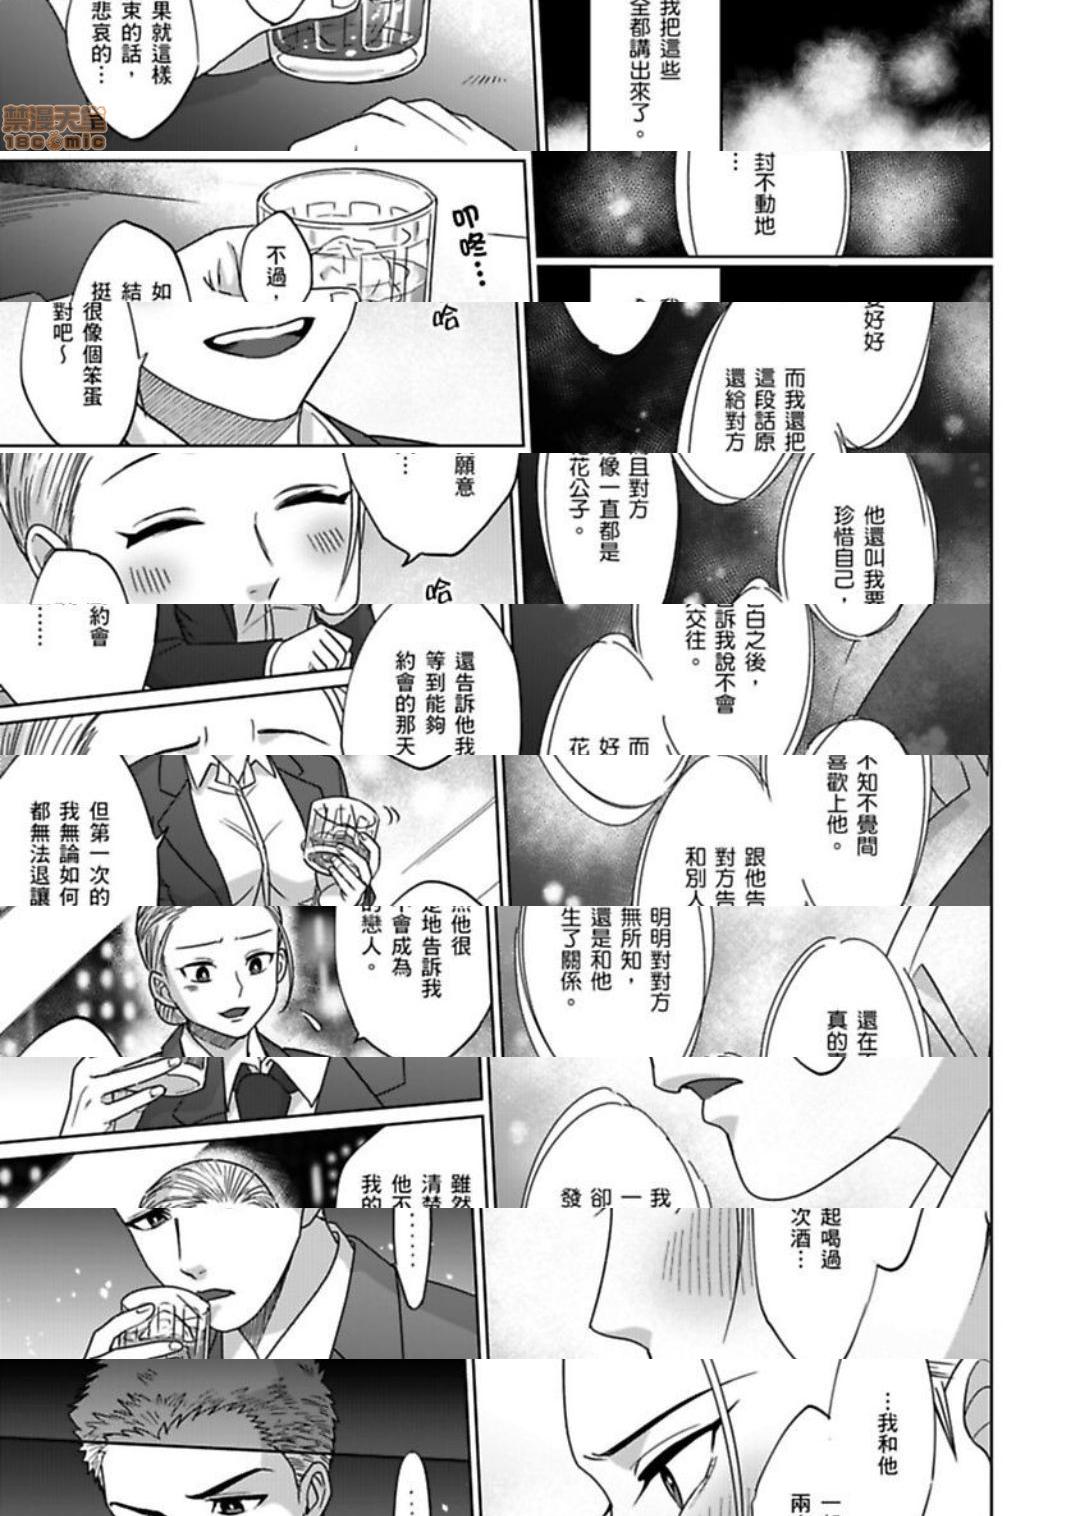 我把這些
全都講出來了。
果就這樣
束的話，
悲哀的…
禁漫天堂
18comic
封不動地
…
叩咚…
不過，
如
結
挺
好好
而我還把
這段話原
還給對方
哈
很像個笨蛋
對吧～
他還叫我要
珍惜自己，
且對方
像一直都是
花公子。
願意
…
哈
白之後，
訴我說不會
交往。
而
好
花
還告訴他我
等到能夠
約會的那天
約會
……
不知不覺間
喜歡上他。
跟他告
對方告
和別人
但第一次的
我無論如何
都無法退讓
還在
真的
明明對對方
無所知，
還是和他
生了關係。
然他很
地告訴我
會成為
的戀人。
我
一
卻
發
雖
清
他不
我的
起喝過
次酒…
……
…我和他
一
兩
…